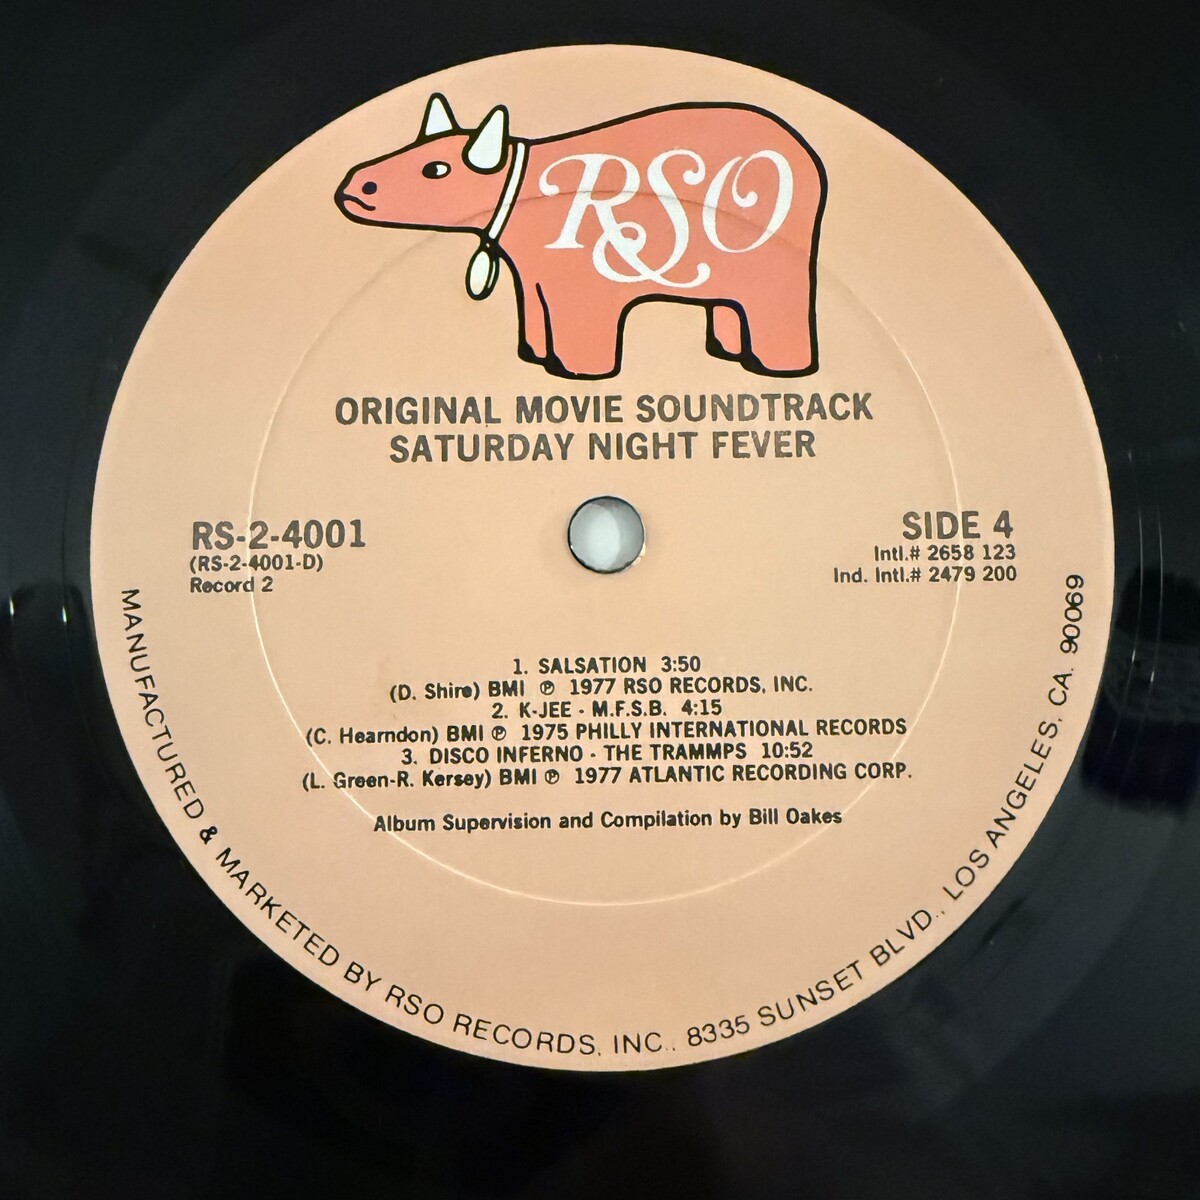 RSO
ORIGINAL MOVIE SOUNDTRACK
SATURDAY NIGHT FEVER
RS-2-4001
(RS-2-4001-D)
Record 2
SIDE 4
Intl.# 2658 123
Ind. Intl.# 2479 200
1. SALSATION 3:50
(D. Shire) BMI ℗ 1977 RSO RECORDS, INC.
2. K-JEE - M.F.S.B. 4:15
(C. Hearndon) BMI ℗ 1975 PHILLY INTERNATIONAL RECORDS
3. DISCO INFERNO - THE TRAMMPS 10:52
(L. Green-R. Kersey) BMI ℗ 1977 ATLANTIC RECORDING CORP.
Album Supervision and Compilation by Bill Oakes
MANUFACTURED & MARKETED BY RSO RECORDS, INC., 8335 SUNSET BLVD., LOS ANGELES, CA. 90069